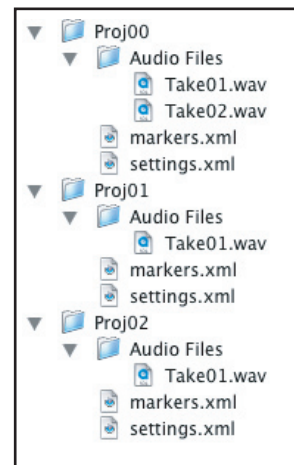 Proj00
Audio Files
Take01.wav
Take02.wav
markers.xml
settings.xml
Proj01
Audio Files
Take01.wav
markers.xml
settings.xml
Proj02
Audio Files
Take01.wav
markers.xml
settings.xml